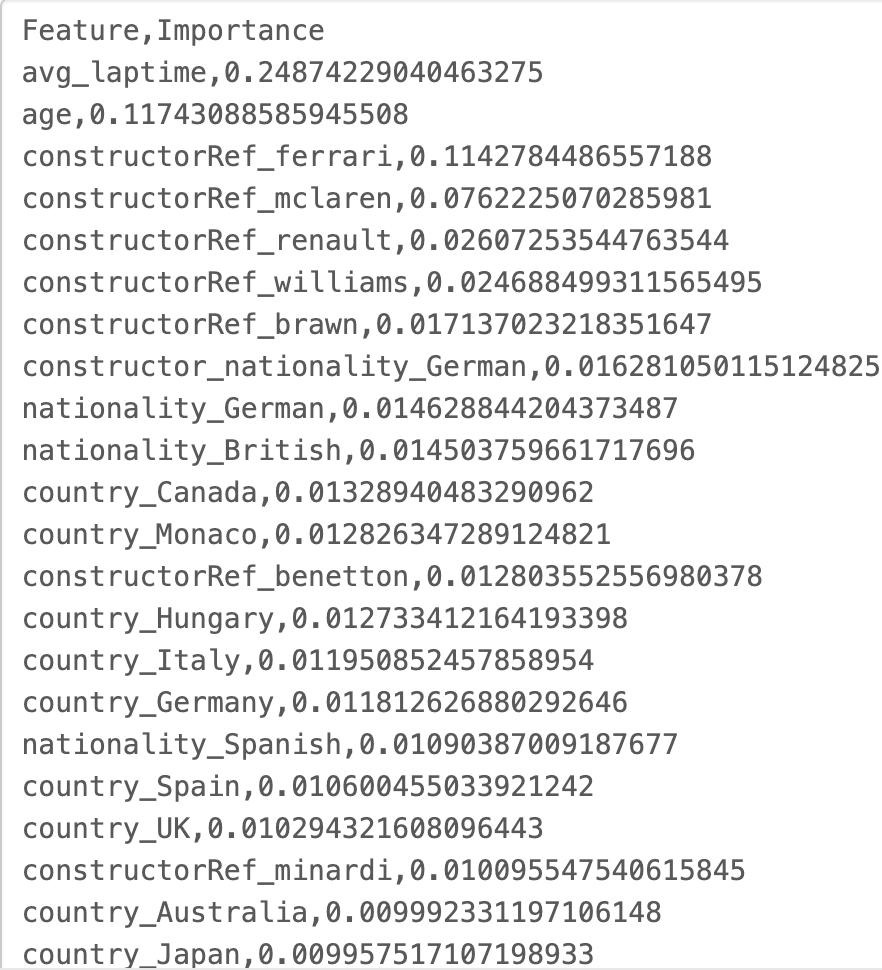 Feature,Importance
avg_laptime,0.24874229040463275
age,0.11743088585945508
constructorRef_ferrari,0.1142784486557188
constructorRef_mclaren,0.0762225070285981
constructorRef_renault,0.02607253544763544
constructorRef_williams,0.024688499311565495
constructorRef_brawn,0.017137023218351647
constructor_nationality_German,0.016281050115124825
nationality_German,0.014628844204373487
nationality_British,0.014503759661717696
country_Canada,0.01328940483290962
country_Monaco,0.012826347289124821
constructorRef_benetton,0.012803552556980378
country_Hungary,0.012733412164193398
country_Italy,0.011950852457858954
country_Germany,0.011812626880292646
nationality_Spanish,0.01090387009187677
country_Spain,0.010600455033921242
country_UK,0.010294321608096443
constructorRef_minardi,0.010095547540615845
country_Australia,0.009992331197106148
country_Japan,0.009957517107198933